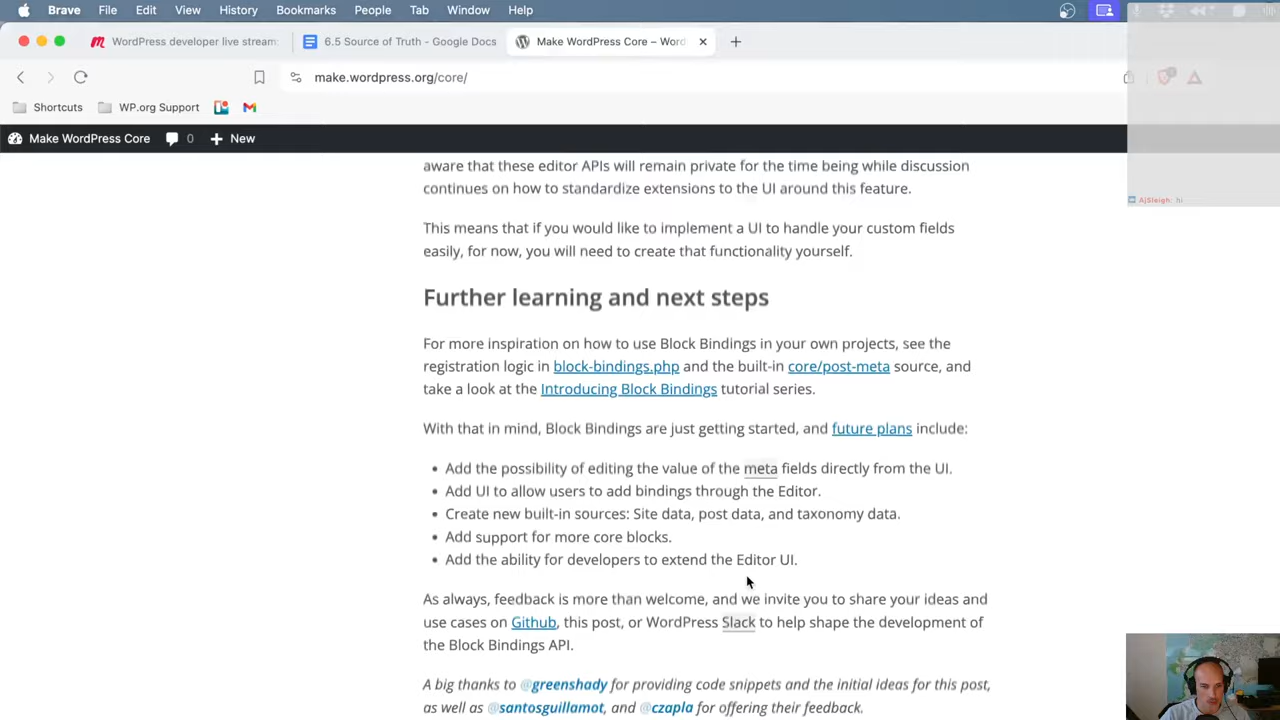 Brave File Edit View History Bookmarks People Tab Window Help
WordPress developer live stream: 6.5 Source of Truth - Google Docs Make WordPress Core – Word
make.wordpress.org/core/
Shortcuts WP.org Support
Make WordPress Core 0 New
AjSleigh: hi
aware that these editor APIs will remain private for the time being while discussion
continues on how to standardize extensions to the UI around this feature.
This means that if you would like to implement a UI to handle your custom fields
easily, for now, you will need to create that functionality yourself.
Further learning and next steps
For more inspiration on how to use Block Bindings in your own projects, see the
registration logic in block-bindings.php and the built-in core/post-meta source, and
take a look at the Introducing Block Bindings tutorial series.
With that in mind, Block Bindings are just getting started, and future plans include:
• Add the possibility of editing the value of the meta fields directly from the UI.
• Add UI to allow users to add bindings through the Editor.
• Create new built-in sources: Site data, post data, and taxonomy data.
• Add support for more core blocks.
• Add the ability for developers to extend the Editor UI.
As always, feedback is more than welcome, and we invite you to share your ideas and
use cases on Github, this post, or WordPress Slack to help shape the development of
the Block Bindings API.
A big thanks to @greenshady for providing code snippets and the initial ideas for this post,
as well as @santosguillamot, and @czapla for offering their feedback.